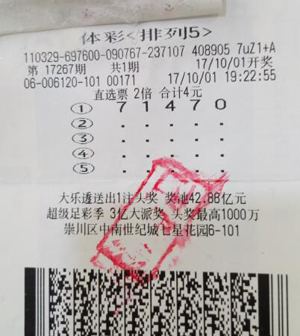 体彩<排列5>
110329-697600-090767-237107 408905 7uZ1+A
第 17267期 共1期 17/10/01开奖
06-006120-101 00171 17/10/01 19:22:55
直选票 2倍 合计4元
① 7 1 4 7 0
② . . . . .
③ . . . . .
④ . . . . .
⑤ . . . . .
大乐透送出1注头奖 奖池42.88亿元
超级足彩季 3亿大派奖 头奖最高1000万
崇川区中南世纪城七星花园6-101